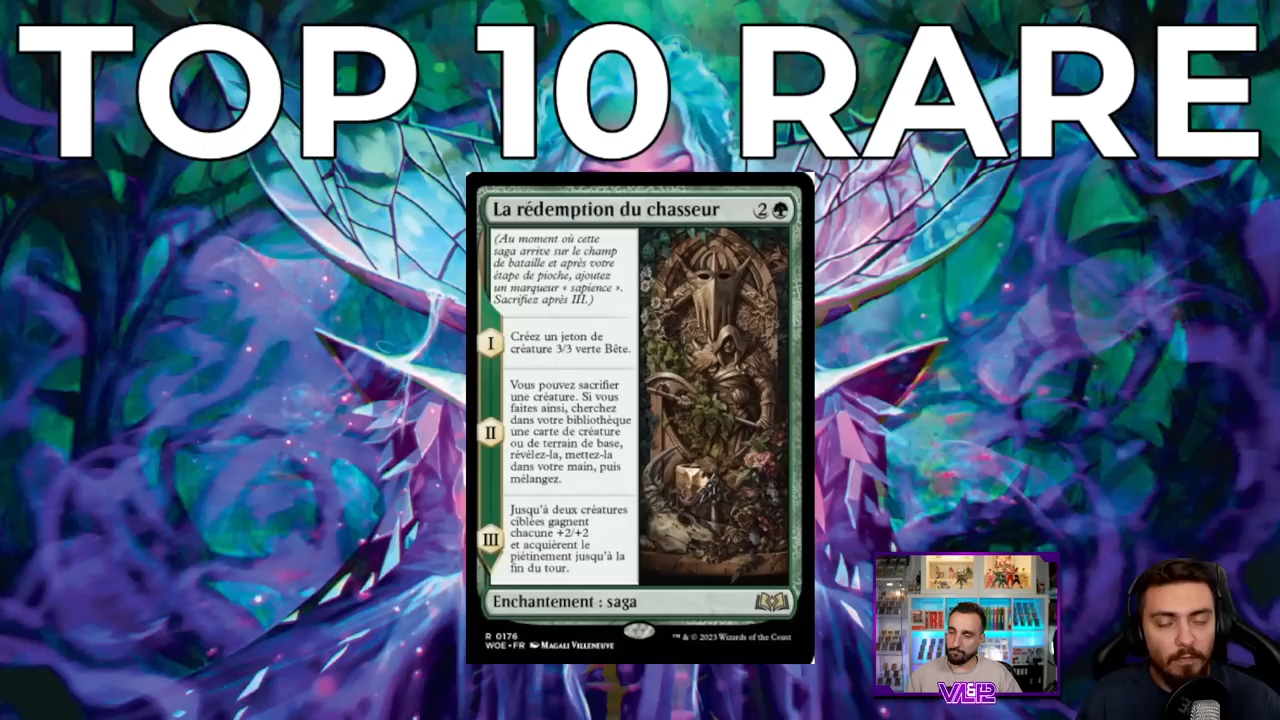 TOP 10 RARE
La rédemption du chasseur 2
(Au moment où cette
saga arrive sur le champ
de bataille et après votre
étape de pioche, ajoutez
un marqueur « sapience ».
Sacrifiez après III.)
I
Créez un jeton de
créature 3/3 verte Bête.
II
Vous pouvez sacrifier
une créature. Si vous
faites ainsi, cherchez
dans votre bibliothèque
une carte de créature
ou de terrain de base,
révélez-la, mettez-la
dans votre main, puis
mélangez.
III
Jusqu'à deux créatures
ciblées gagnent
chacune +2/+2
et acquièrent le
piétinement jusqu'à la
fin du tour.
Enchantement : saga
R 0176
WOE • FR MAGALI VILLENEUVE
™ & © 2023 Wizards of the Coast